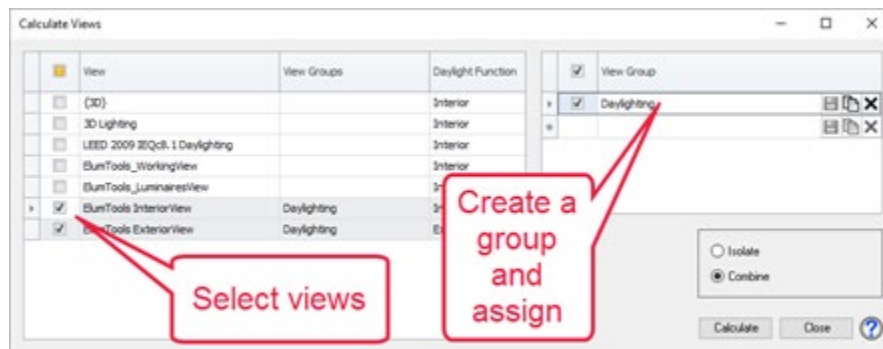 Calculate Views
View View Groups Daylight Function
View Group
{3D} Interior
3D Lighting Interior
LEED 2009 IEQc8.1 Daylighting Interior
ElumTools_WorkingView Interior
ElumTools_LuminairesView
ElumTools InteriorView Daylighting
ElumTools ExteriorView Daylighting
Daylighting
Create a
group
and
assign
Select views
Isolate
Combine
Calculate Close ?